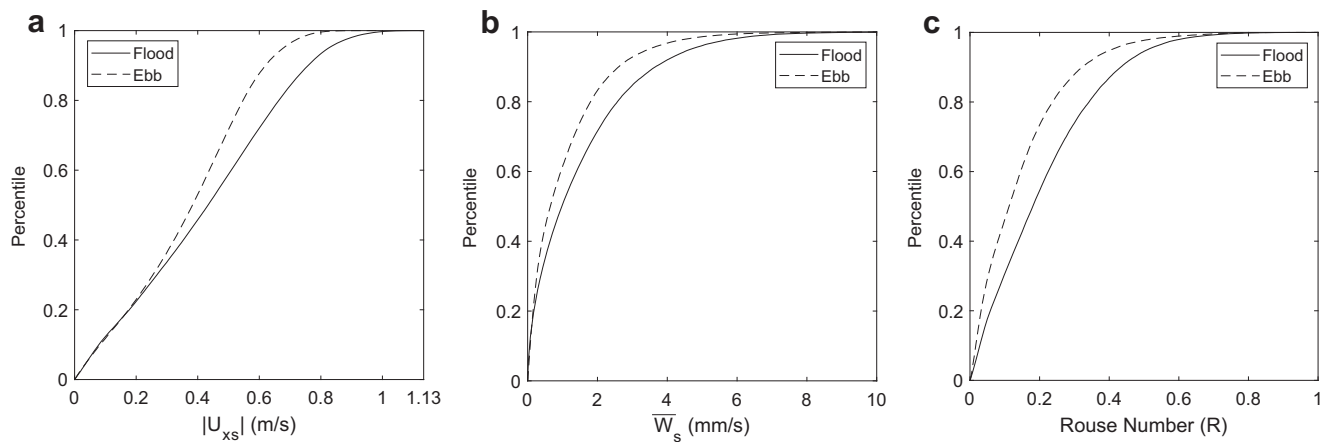 a
Flood
Ebb
Percentile
1
0.8
0.6
0.4
0.2
0
0 0.2 0.4 0.6 0.8 1 1.13
|U_xs| (m/s)
b
Flood
Ebb
Percentile
1
0.8
0.6
0.4
0.2
0
0 2 4 6 8 10
W̅_s (mm/s)
c
Flood
Ebb
Percentile
1
0.8
0.6
0.4
0.2
0
0 0.2 0.4 0.6 0.8 1
Rouse Number (R)